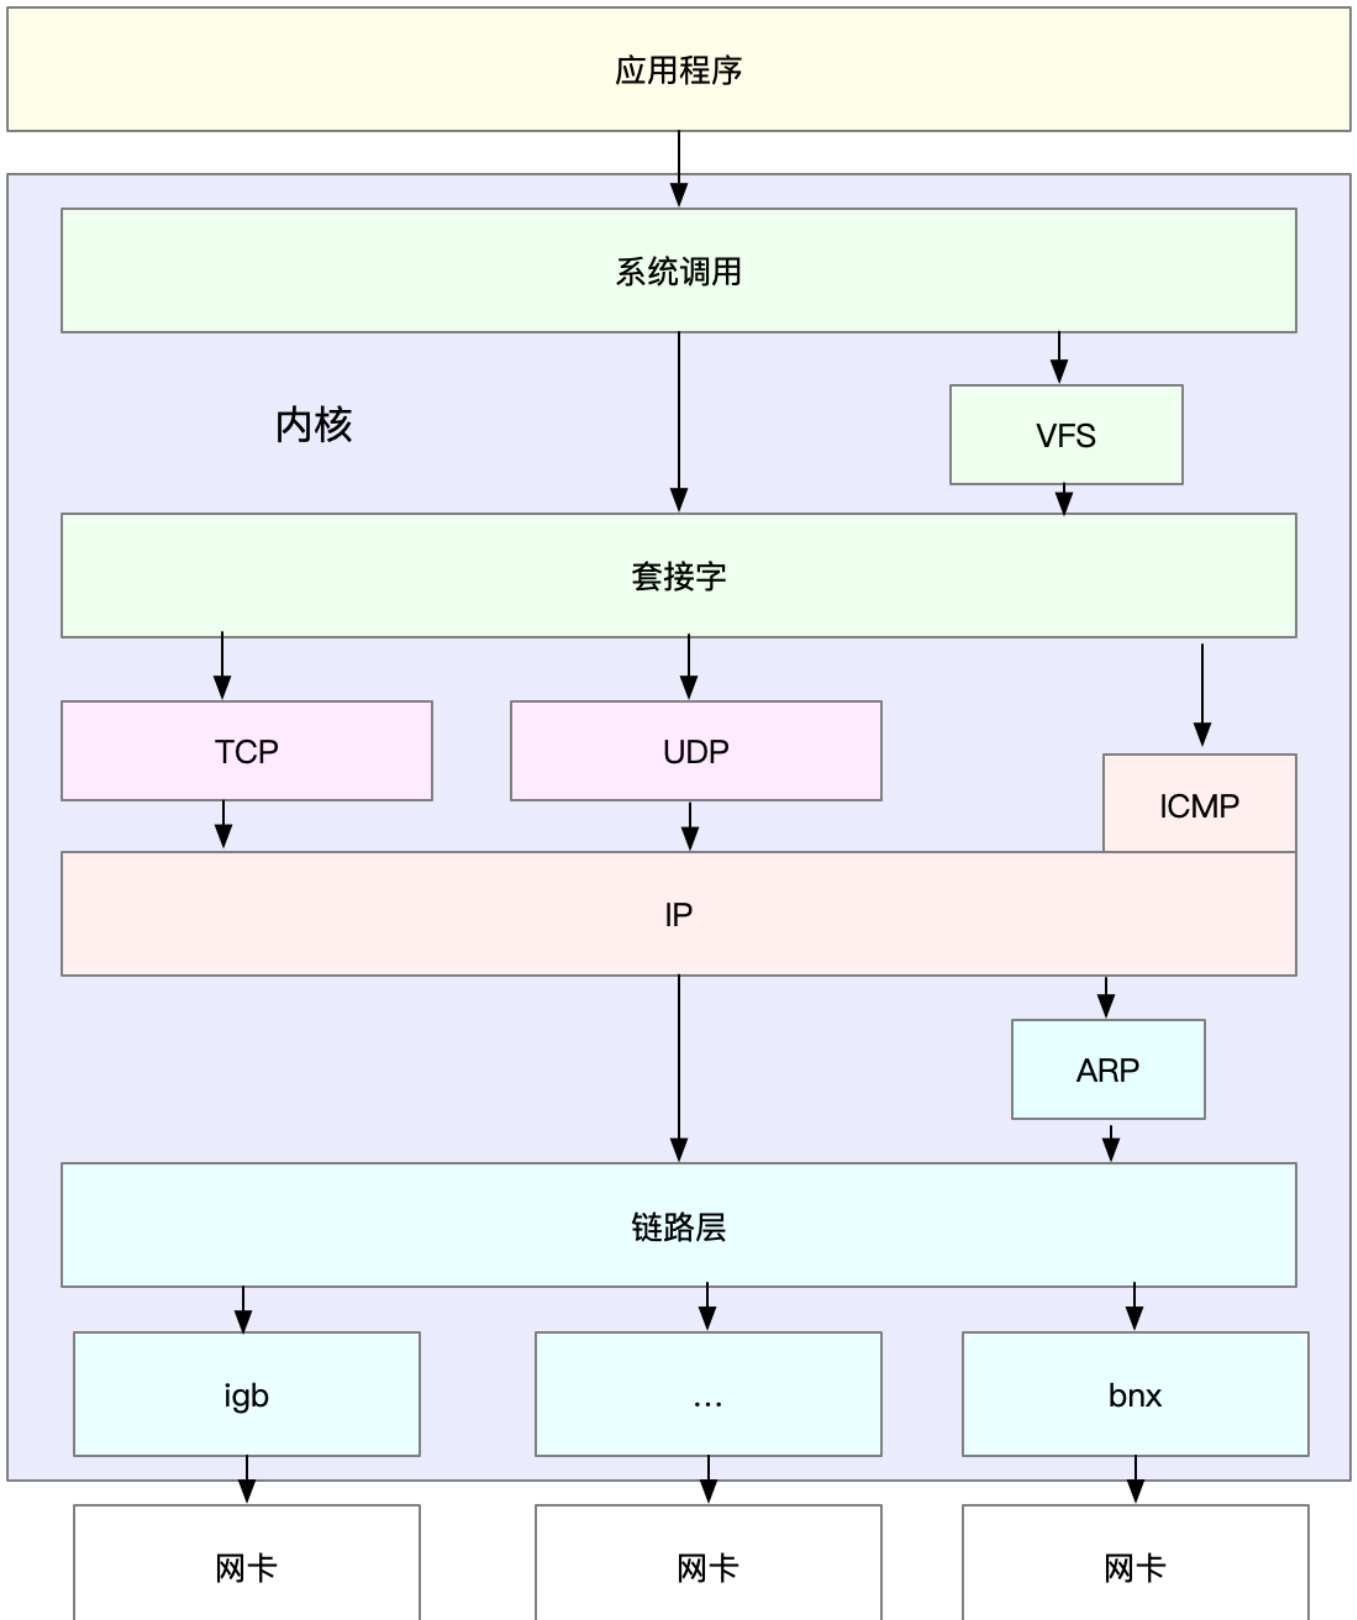 应用程序
系统调用
内核
VFS
套接字
TCP
UDP
ICMP
IP
ARP
链路层
igb
...
bnx
网卡
网卡
网卡